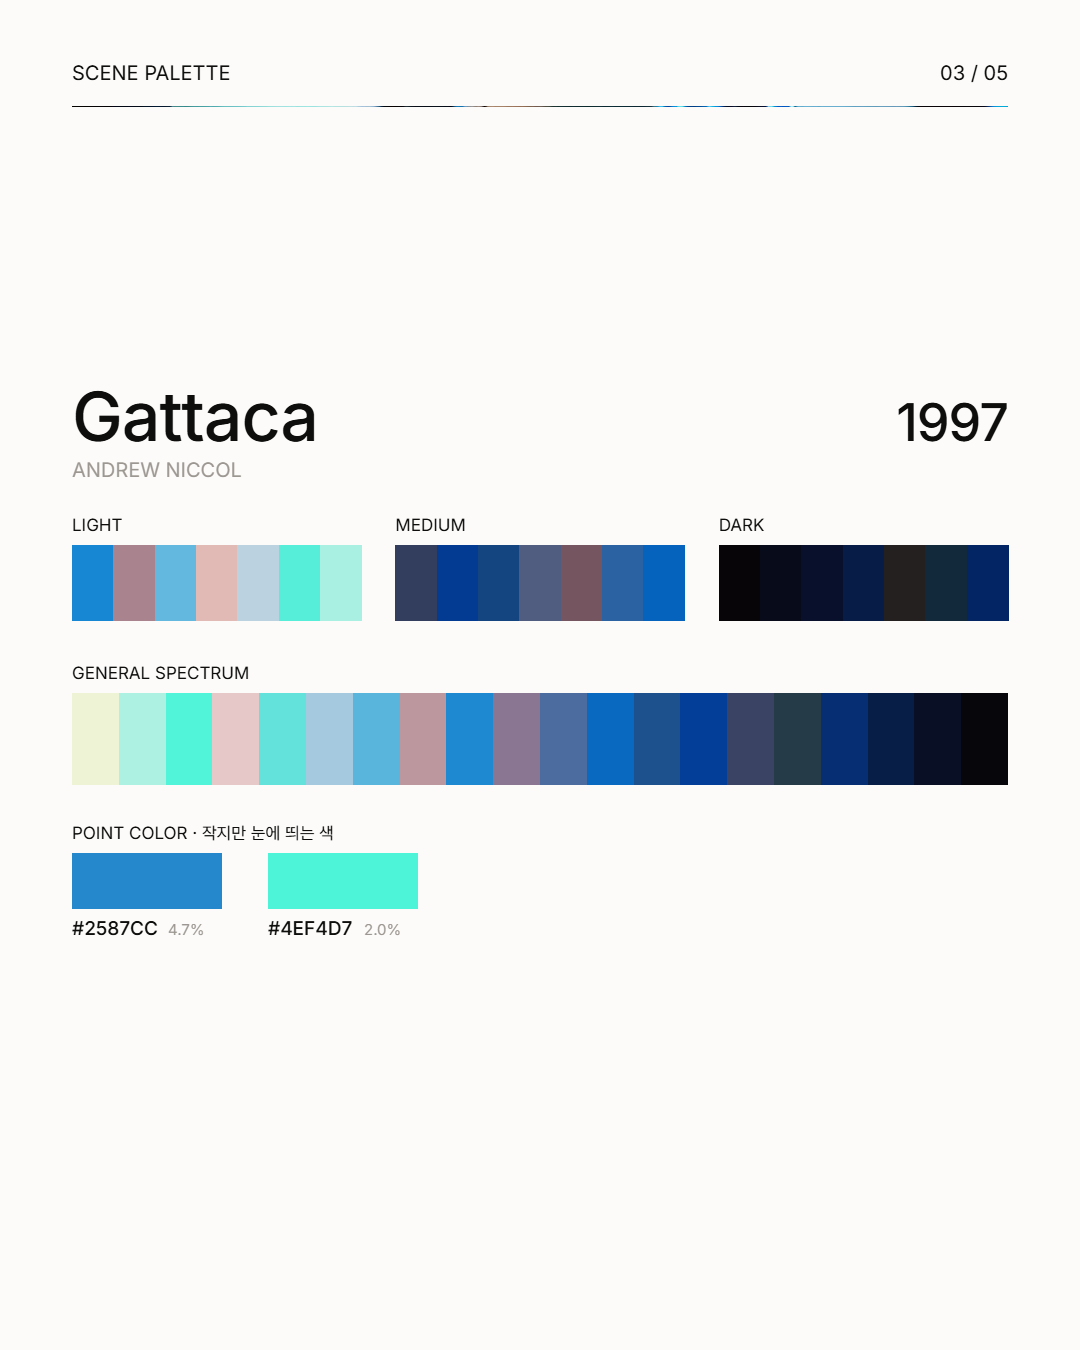 SCENE PALETTE 03 / 05
Gattaca 1997
ANDREW NICCOL
LIGHT MEDIUM DARK
GENERAL SPECTRUM
POINT COLOR · 작지만 눈에 띄는 색
#2587CC 4.7% #4EF4D7 2.0%